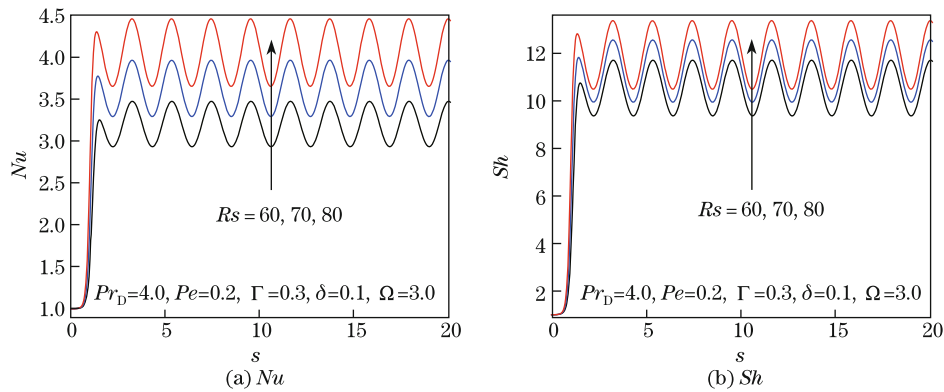 4.5
4.0
3.5
3.0
2.5
2.0
1.5
1.0
Nu
Rs = 60, 70, 80
Pr_D=4.0, Pe=0.2, Γ=0.3, δ=0.1, Ω=3.0
0 5 10 15 20
s
(a) Nu
12
10
8
6
4
2
Sh
Rs = 60, 70, 80
Pr_D=4.0, Pe=0.2, Γ=0.3, δ=0.1, Ω=3.0
0 5 10 15 20
s
(b) Sh